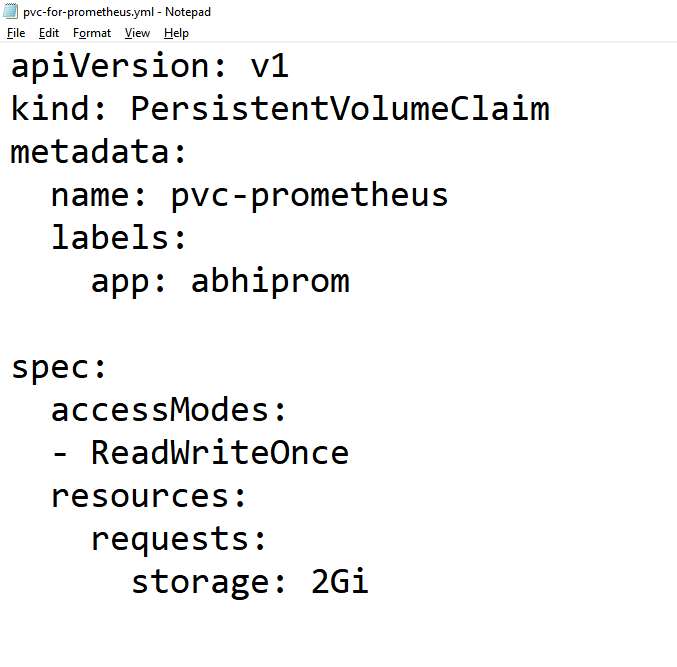 pvc-for-prometheus.yml - Notepad
File Edit Format View Help
apiVersion: v1
kind: PersistentVolumeClaim
metadata:
  name: pvc-prometheus
  labels:
    app: abhiprom

spec:
  accessModes:
  - ReadWriteOnce
  resources:
    requests:
      storage: 2Gi